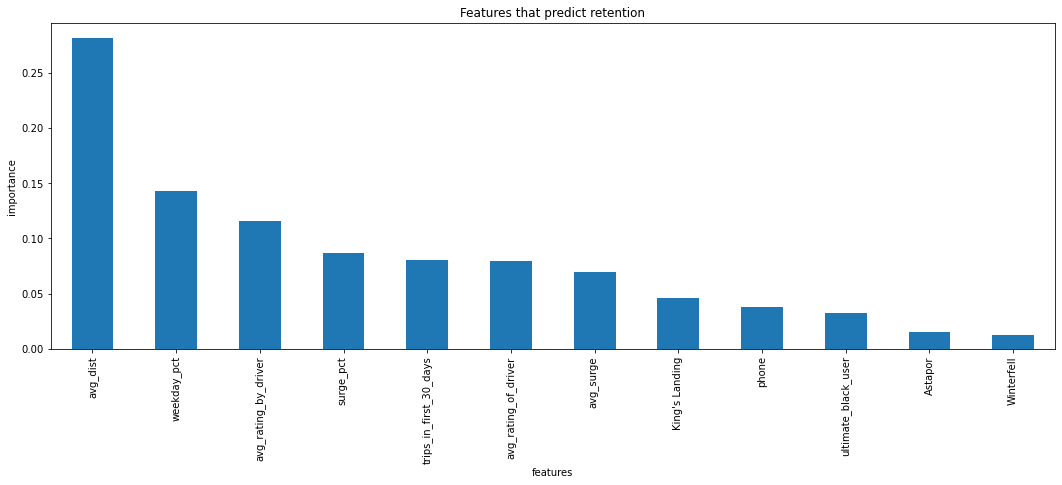 Features that predict retention
importance
0.25
0.20
0.15
0.10
0.05
0.00
avg_dist
weekday_pct
avg_rating_by_driver
surge_pct
trips_in_first_30_days
avg_rating_of_driver
avg_surge
King's Landing
phone
ultimate_black_user
Astapor
Winterfell
features